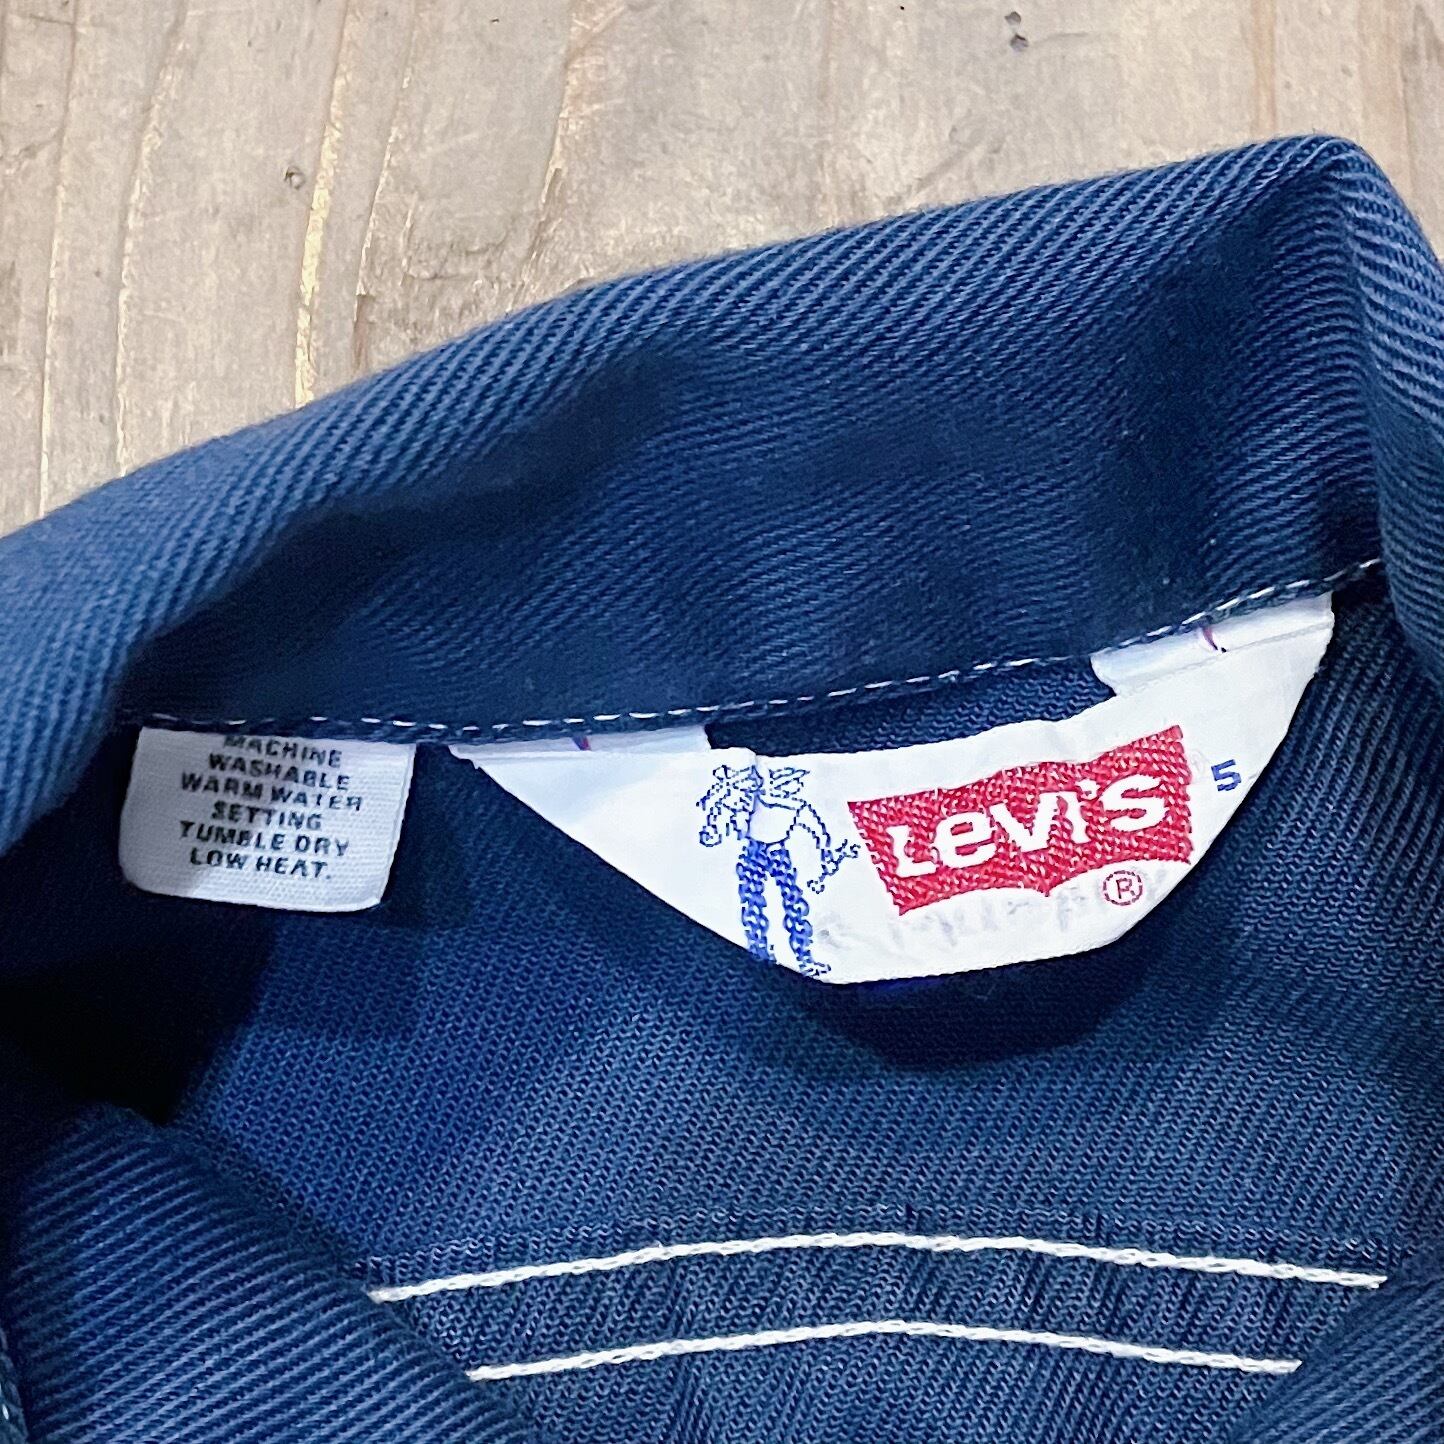 MACHINE
WASHABLE
WARM WATER
SETTING
TUMBLE DRY
LOW HEAT.
Levi's
®
5